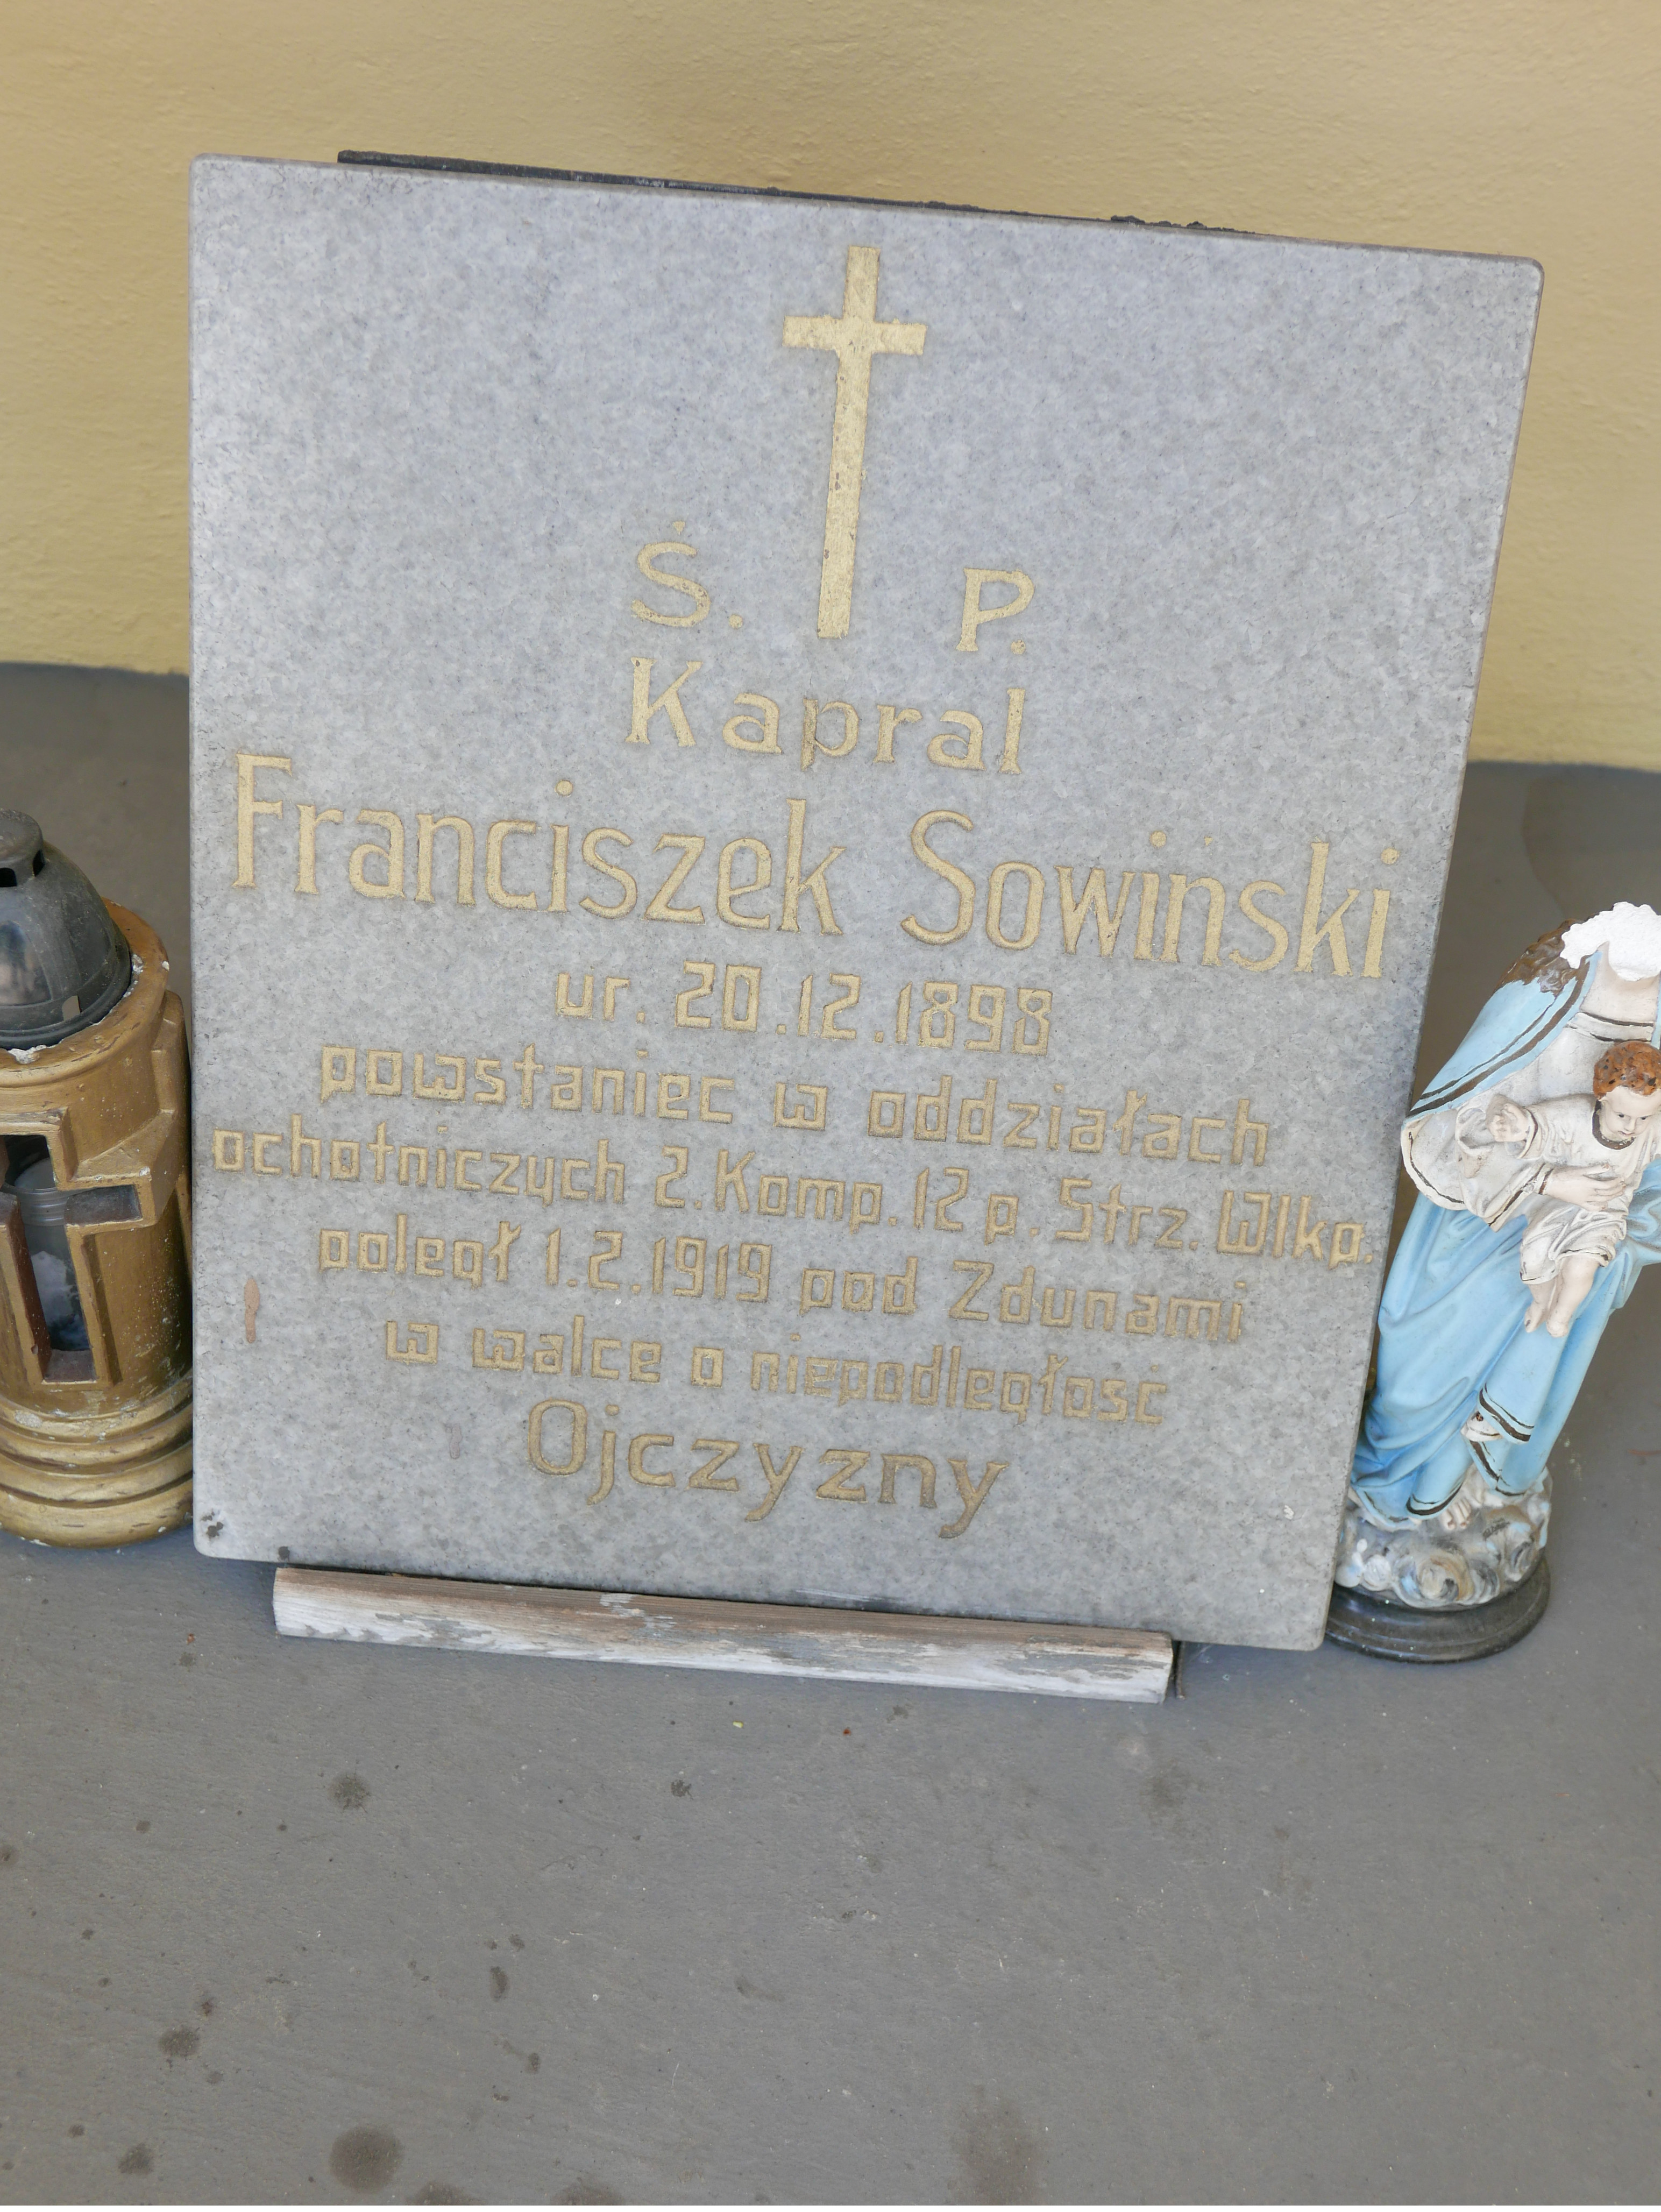 Ś. P.
Kapral
Franciszek Sowiński
ur. 20.12.1898
powstaniec w oddziałach
ochotniczych 2.Komp.12 p. Strz. Wlkp.
poległ 1.2.1919 pod Zdunami
w walce o niepodległość
Ojczyzny